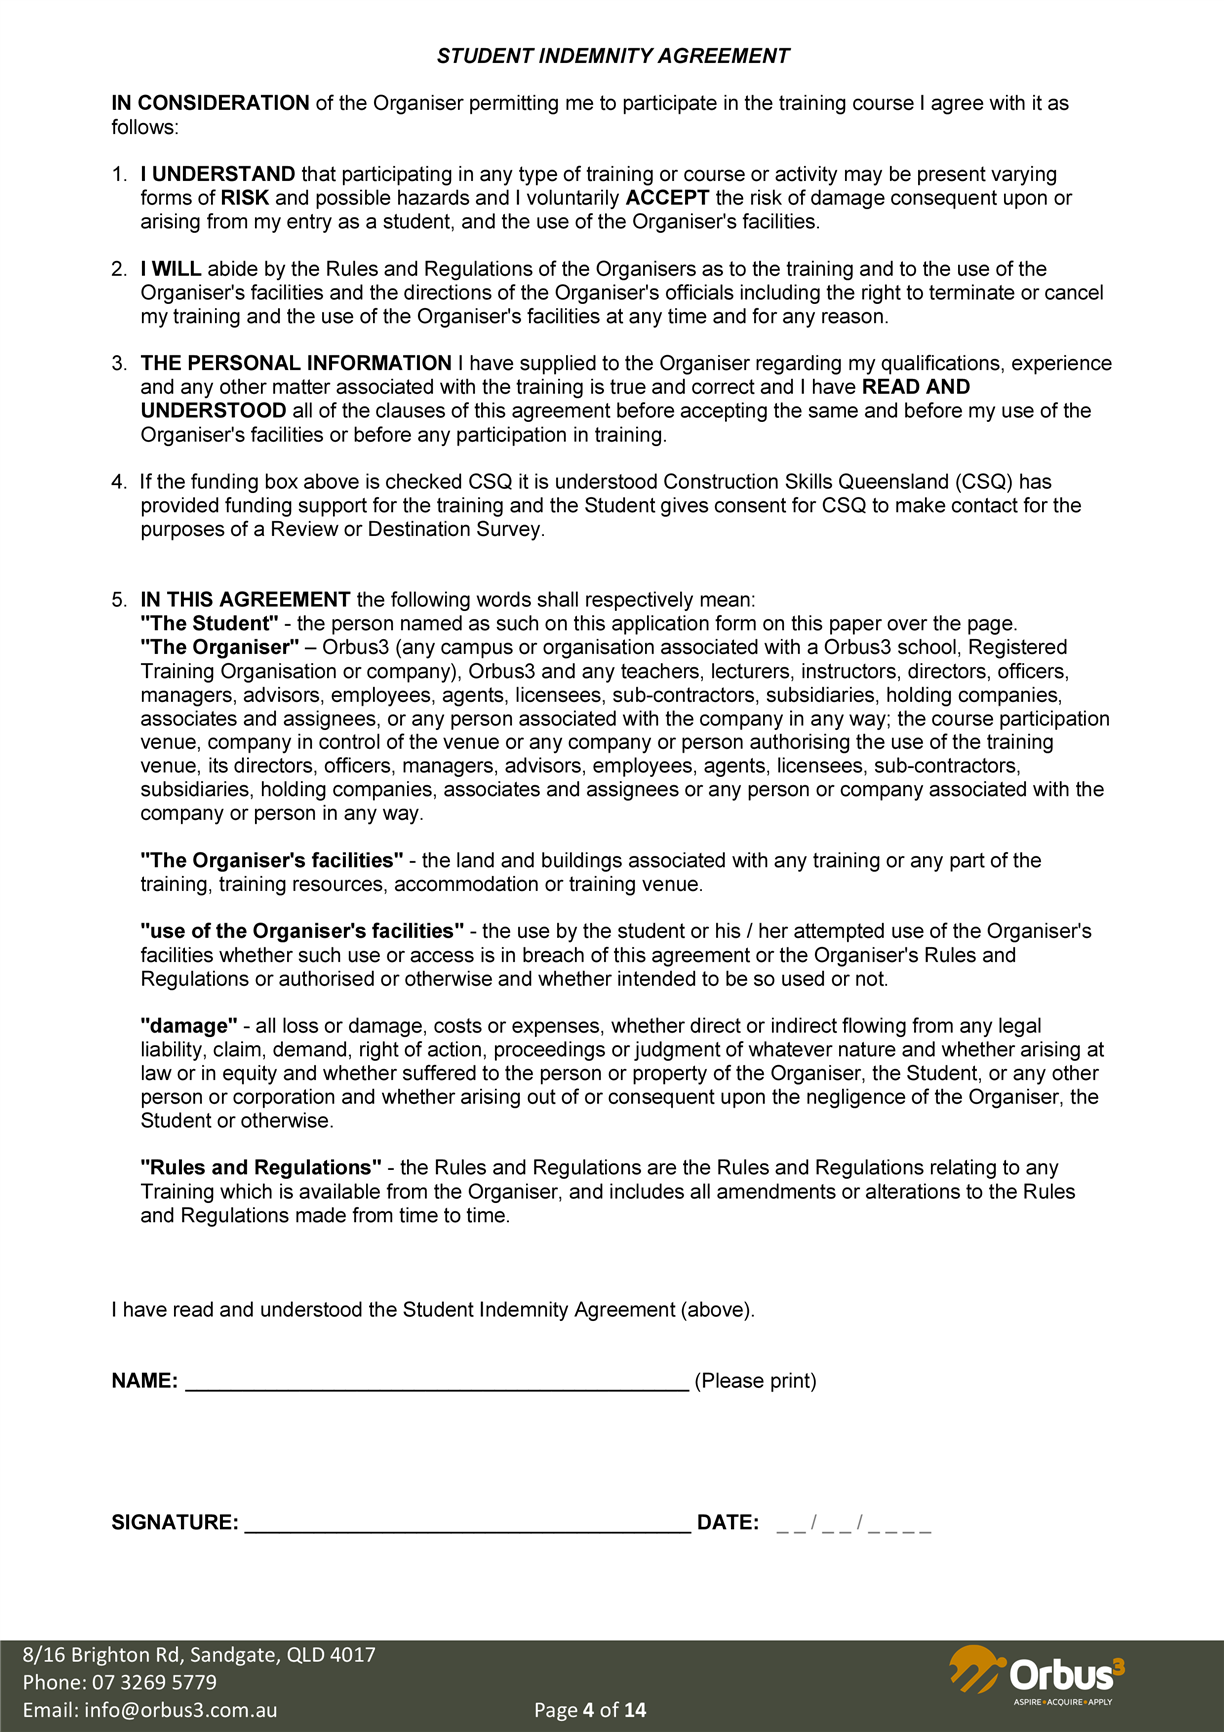 STUDENT INDEMNITY AGREEMENT
IN CONSIDERATION of the Organiser permitting me to participate in the training course I agree with it as
follows:
1. I UNDERSTAND that participating in any type of training or course or activity may be present varying
forms of RISK and possible hazards and I voluntarily ACCEPT the risk of damage consequent upon or
arising from my entry as a student, and the use of the Organiser's facilities.
2. I WILL abide by the Rules and Regulations of the Organisers as to the training and to the use of the
Organiser's facilities and the directions of the Organiser's officials including the right to terminate or cancel
my training and the use of the Organiser's facilities at any time and for any reason.
3. THE PERSONAL INFORMATION I have supplied to the Organiser regarding my qualifications, experience
and any other matter associated with the training is true and correct and I have READ AND
UNDERSTOOD all of the clauses of this agreement before accepting the same and before my use of the
Organiser's facilities or before any participation in training.
4. If the funding box above is checked CSQ it is understood Construction Skills Queensland (CSQ) has
provided funding support for the training and the Student gives consent for CSQ to make contact for the
purposes of a Review or Destination Survey.
5. IN THIS AGREEMENT the following words shall respectively mean:
"The Student" - the person named as such on this application form on this paper over the page.
"The Organiser" – Orbus3 (any campus or organisation associated with a Orbus3 school, Registered
Training Organisation or company), Orbus3 and any teachers, lecturers, instructors, directors, officers,
managers, advisors, employees, agents, licensees, sub-contractors, subsidiaries, holding companies,
associates and assignees, or any person associated with the company in any way; the course participation
venue, company in control of the venue or any company or person authorising the use of the training
venue, its directors, officers, managers, advisors, employees, agents, licensees, sub-contractors,
subsidiaries, holding companies, associates and assignees or any person or company associated with the
company or person in any way.
"The Organiser's facilities" - the land and buildings associated with any training or any part of the
training, training resources, accommodation or training venue.
"use of the Organiser's facilities" - the use by the student or his / her attempted use of the Organiser's
facilities whether such use or access is in breach of this agreement or the Organiser's Rules and
Regulations or authorised or otherwise and whether intended to be so used or not.
"damage" - all loss or damage, costs or expenses, whether direct or indirect flowing from any legal
liability, claim, demand, right of action, proceedings or judgment of whatever nature and whether arising at
law or in equity and whether suffered to the person or property of the Organiser, the Student, or any other
person or corporation and whether arising out of or consequent upon the negligence of the Organiser, the
Student or otherwise.
"Rules and Regulations" - the Rules and Regulations are the Rules and Regulations relating to any
Training which is available from the Organiser, and includes all amendments or alterations to the Rules
and Regulations made from time to time.
I have read and understood the Student Indemnity Agreement (above).
NAME: ________________________________________ (Please print)
SIGNATURE: ____________________________________ DATE: _ _ / _ _ / _ _ _ _
8/16 Brighton Rd, Sandgate, QLD 4017
Phone: 07 3269 5779
Email: info@orbus3.com.au
Page 4 of 14
Orbus3
ASPIRE•ACQUIRE•APPLY